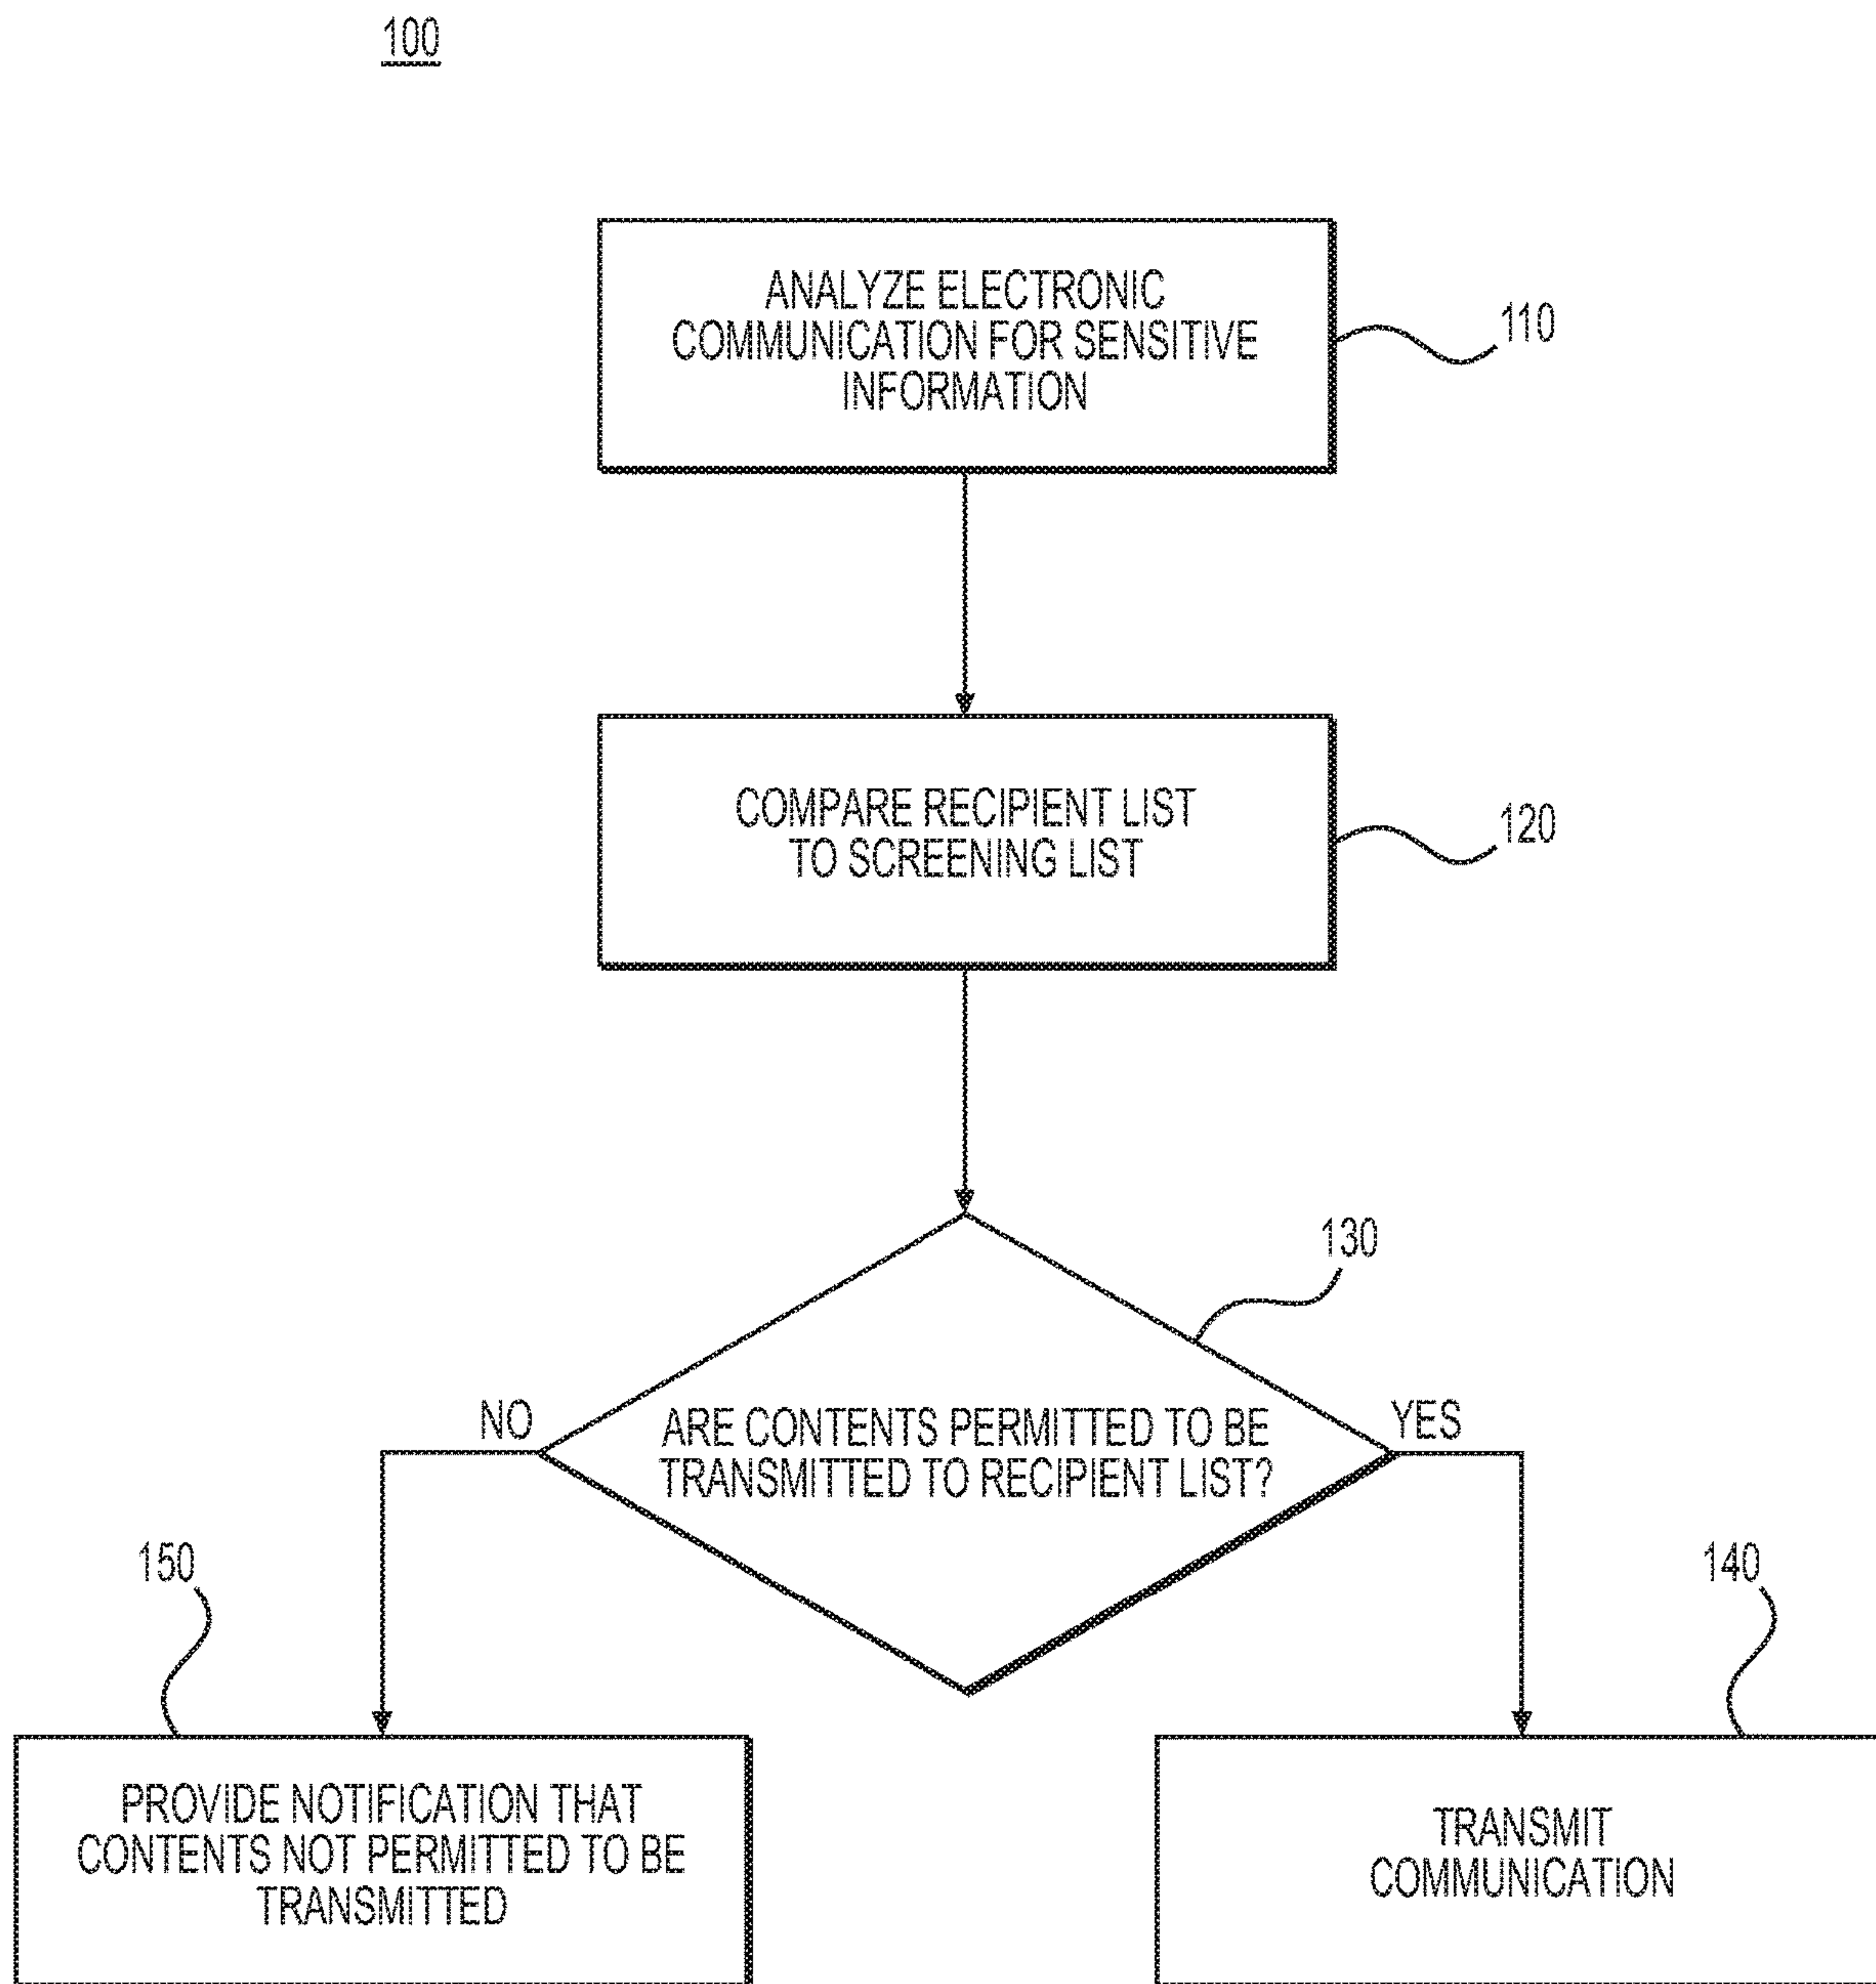 100
ANALYZE ELECTRONIC
COMMUNICATION FOR SENSITIVE
INFORMATION
110
COMPARE RECIPIENT LIST
TO SCREENING LIST
120
130
NO
ARE CONTENTS PERMITTED TO BE
TRANSMITTED TO RECIPIENT LIST?
YES
150
140
PROVIDE NOTIFICATION THAT
CONTENTS NOT PERMITTED TO BE
TRANSMITTED
TRANSMIT
COMMUNICATION